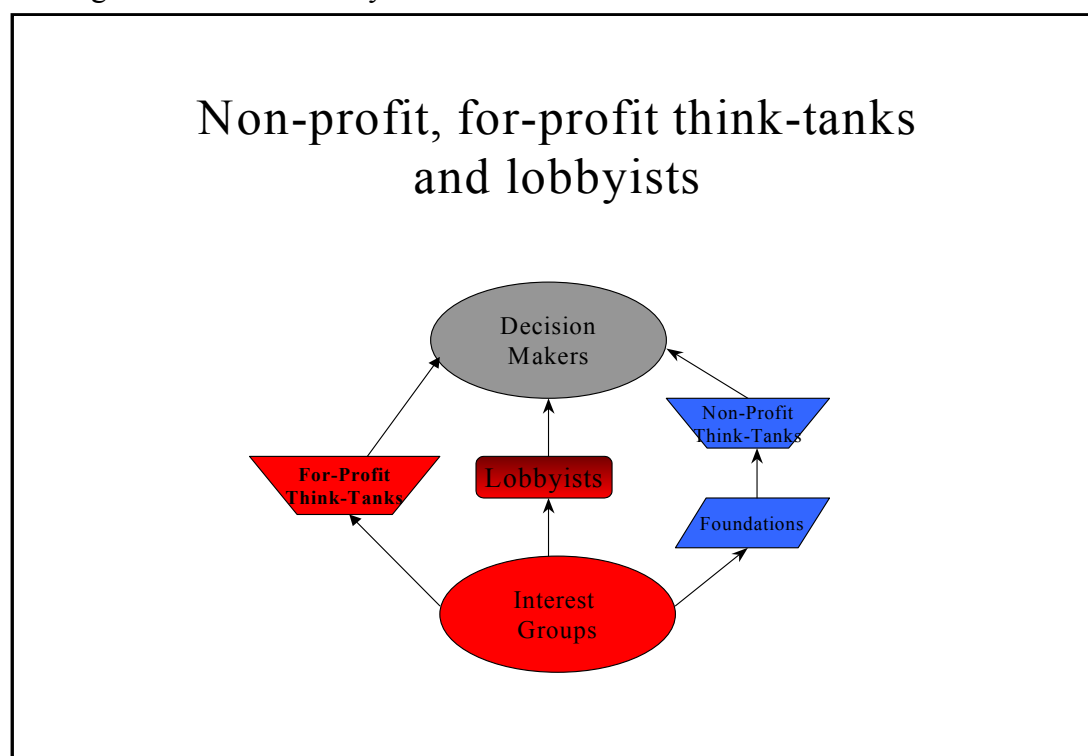 Non-profit, for-profit think-tanks
and lobbyists
Decision
Makers
Non-Profit
Think-Tanks
For-Profit
Think-Tanks
Lobbyists
Foundations
Interest
Groups